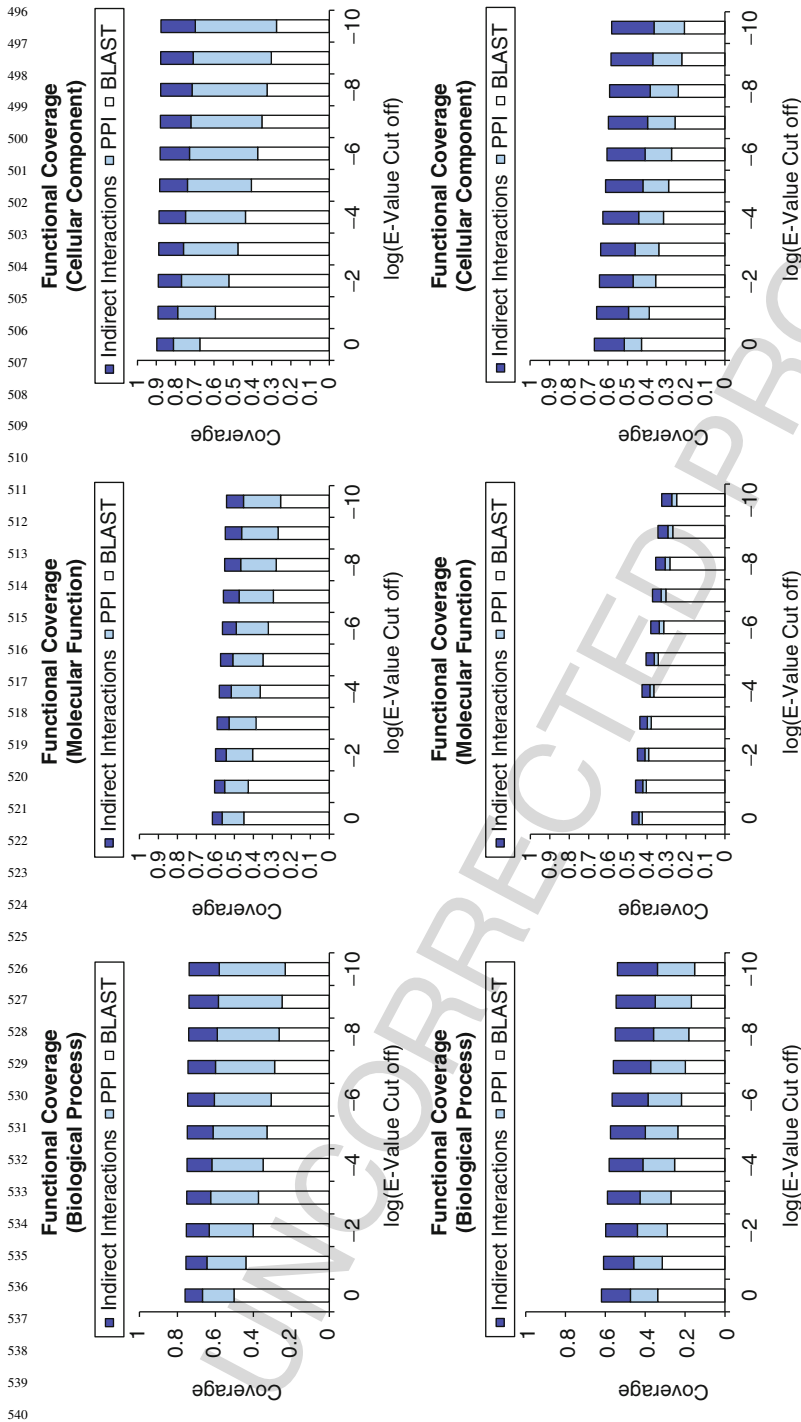 496
497
498
499
500
501
502
503
504
505
506
507
508
509
510
511
512
513
514
515
516
517
518
519
520
521
522
523
524
525
526
527
528
529
530
531
532
533
534
535
536
537
538
539
540
Functional Coverage
(Biological Process)
Indirect Interactions PPI BLAST
Coverage
1
0.8
0.6
0.4
0.2
0
0 -2 -4 -6 -8 -10
log(E-Value Cut off)
Functional Coverage
(Molecular Function)
Indirect Interactions PPI BLAST
Coverage
1
0.9
0.8
0.7
0.6
0.5
0.4
0.3
0.2
0.1
0
0 -2 -4 -6 -8 -10
log(E-Value Cut off)
Functional Coverage
(Cellular Component)
Indirect Interactions PPI BLAST
Coverage
1
0.9
0.8
0.7
0.6
0.5
0.4
0.3
0.2
0.1
0
0 -2 -4 -6 -8 -10
log(E-Value Cut off)
Functional Coverage
(Biological Process)
Indirect Interactions PPI BLAST
Coverage
1
0.8
0.6
0.4
0.2
0
0 -2 -4 -6 -8 -10
log(E-Value Cut off)
Functional Coverage
(Molecular Function)
Indirect Interactions PPI BLAST
Coverage
1
0.9
0.8
0.7
0.6
0.5
0.4
0.3
0.2
0.1
0
0 -2 -4 -6 -8 -10
log(E-Value Cut off)
Functional Coverage
(Cellular Component)
Indirect Interactions PPI BLAST
Coverage
1
0.9
0.8
0.7
0.6
0.5
0.4
0.3
0.2
0.1
0
0 -2 -4 -6 -8 -10
log(E-Value Cut off)
UNCORRECTED PRO